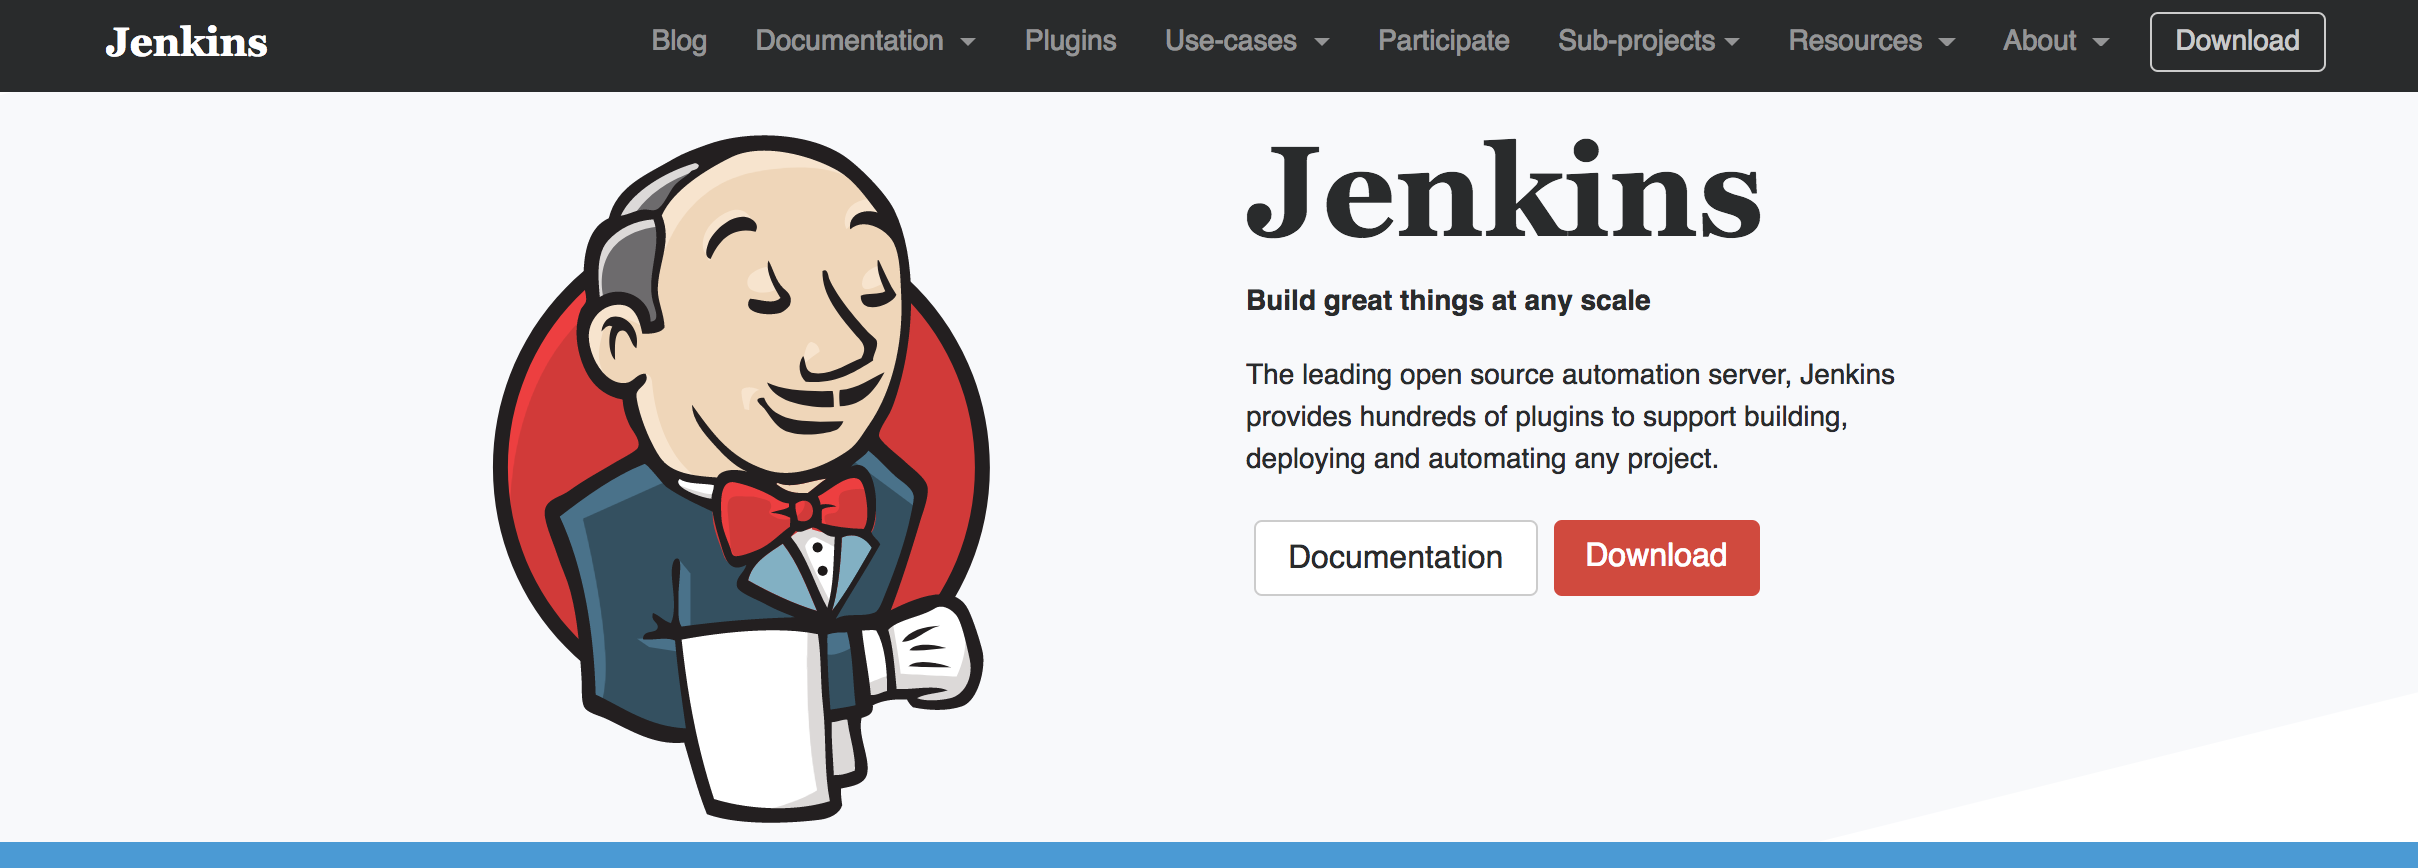 Jenkins Blog Documentation Plugins Use-cases Participate Sub-projects Resources About Download
Jenkins
Build great things at any scale
The leading open source automation server, Jenkins
provides hundreds of plugins to support building,
deploying and automating any project.
Documentation Download